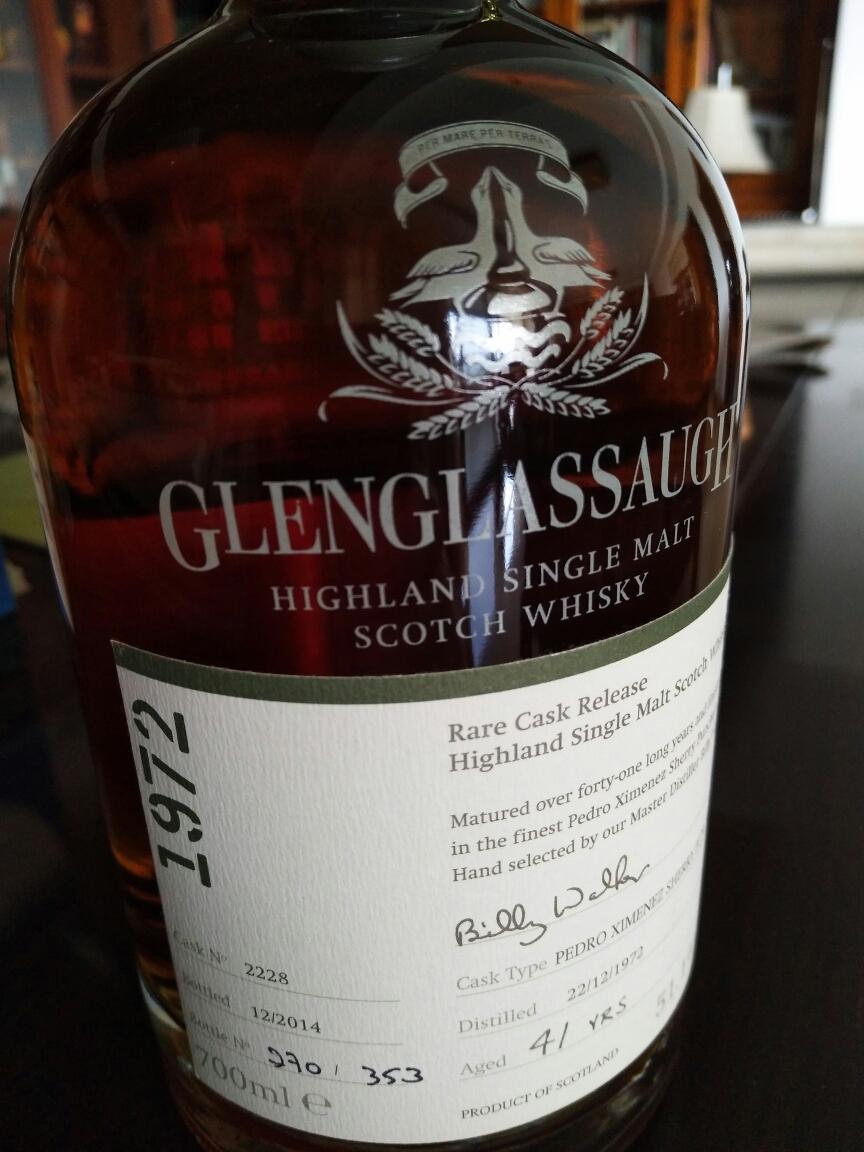 PER MARE PER TERRAS
GLENGLASSAUGH
HIGHLAND SINGLE MALT
SCOTCH WHISKY
1972
Rare Cask Release
Highland Single Malt Scotch
Matured over forty-one long years and
in the finest Pedro Ximenez Sherry
Hand selected by our Master Distiller
Billy Walker
Cask Type PEDRO XIMENEZ SHERRY
Distilled 22/12/1972
Aged 41 YRS
PRODUCT OF SCOTLAND
Cask Nº 2228
Bottled 12/2014
Bottle Nº 270 / 353
700ml e